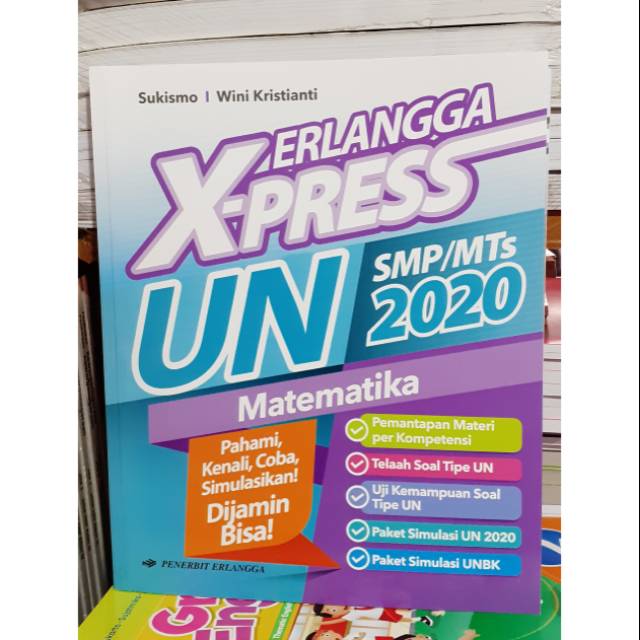 Sukismo | Wini Kristianti
ERLANGGA
X-PRESS
UN
SMP/MTs
2020
Matematika
Pahami,
Kenali, Coba,
Simulasikan!
Dijamin
Bisa!
Pemantapan Materi
per Kompetensi
Telaah Soal Tipe UN
Uji Kemampuan Soal
Tipe UN
Paket Simulasi UN 2020
Paket Simulasi UNBK
PENERBIT ERLANGGA